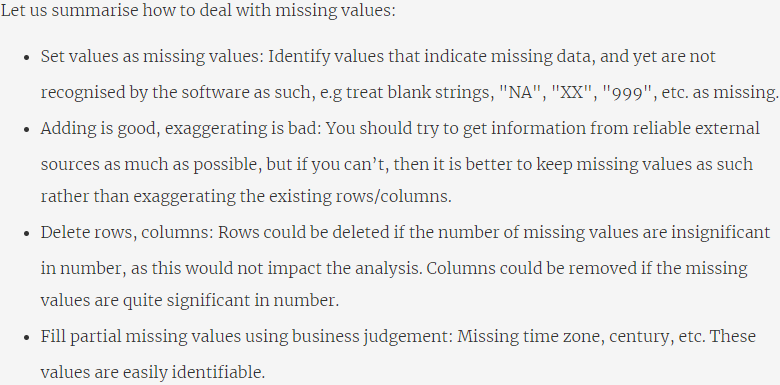 Let us summarise how to deal with missing values:
• Set values as missing values: Identify values that indicate missing data, and yet are not
recognised by the software as such, e.g treat blank strings, "NA", "XX", "999", etc. as missing.
• Adding is good, exaggerating is bad: You should try to get information from reliable external
sources as much as possible, but if you can’t, then it is better to keep missing values as such
rather than exaggerating the existing rows/columns.
• Delete rows, columns: Rows could be deleted if the number of missing values are insignificant
in number, as this would not impact the analysis. Columns could be removed if the missing
values are quite significant in number.
• Fill partial missing values using business judgement: Missing time zone, century, etc. These
values are easily identifiable.